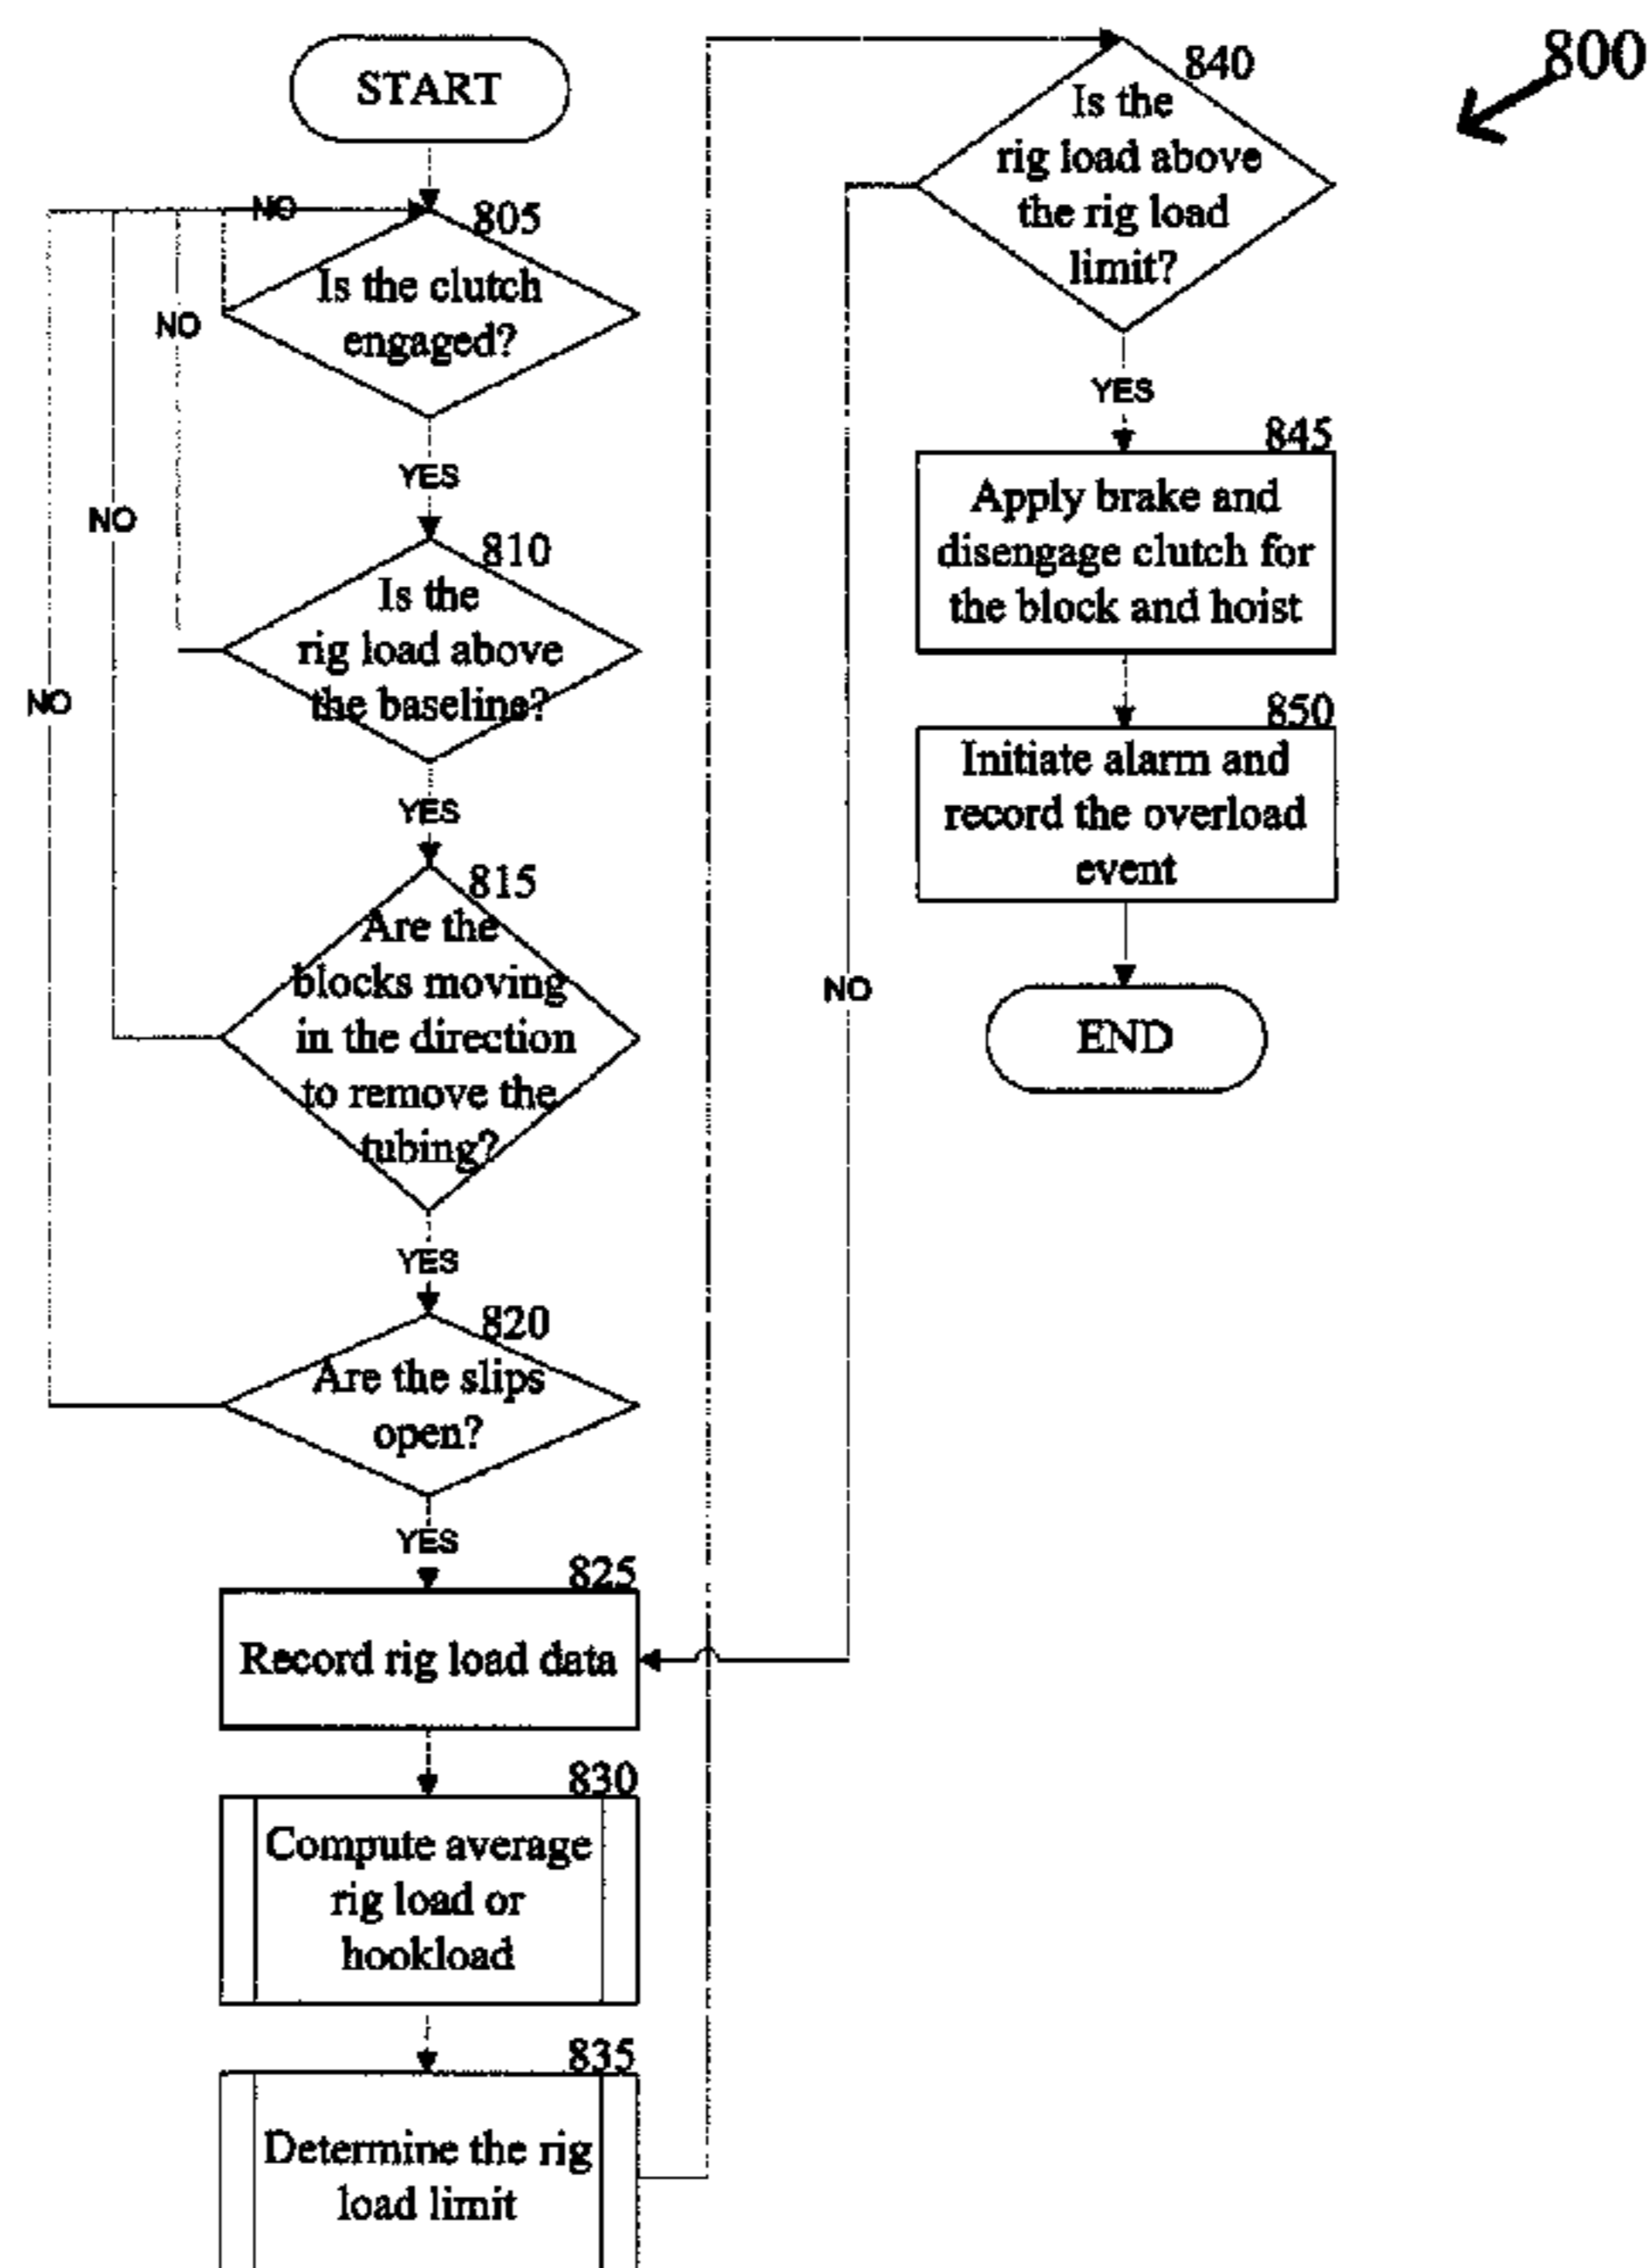 800
START
NO
805
Is the clutch
engaged?
NO
YES
810
Is the
rig load above
the baseline?
NO
YES
815
Are the
blocks moving
in the direction
to remove the
tubing?
NO
YES
820
Are the slips
open?
YES
825
Record rig load data
830
Compute average
rig load or
hookload
835
Determine the rig
load limit
840
Is the
rig load above
the rig load
limit?
YES
845
Apply brake and
disengage clutch for
the block and hoist
850
Initiate alarm and
record the overload
event
NO
END